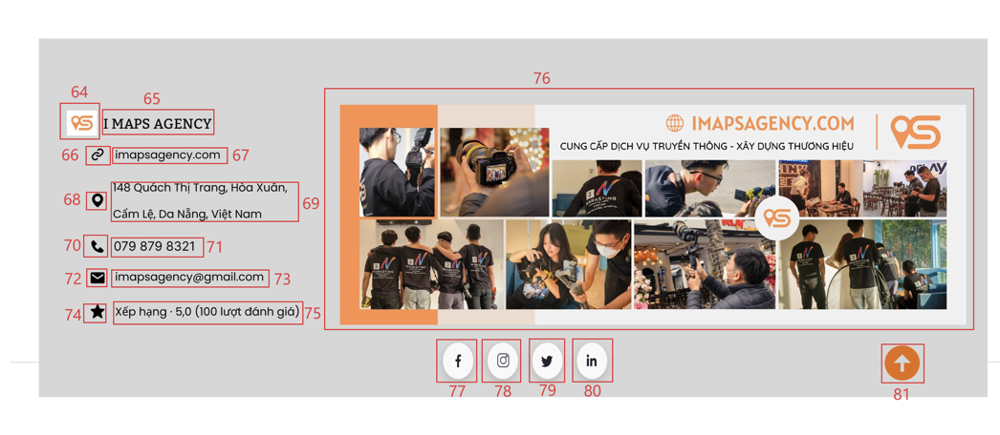 76
64
65
I MAPS AGENCY
66
imapsagency.com
67
68
148 Quách Thị Trang, Hòa Xuân,
Cẩm Lệ, Da Nẵng, Việt Nam
69
70
079 879 8321
71
72
imapsagency@gmail.com
73
74
Xếp hạng · 5,0 (100 lượt đánh giá)
75
IMAPSAGENCY.COM
CUNG CẤP DỊCH VỤ TRUYỀN THÔNG - XÂY DỰNG THƯƠNG HIỆU
MARKETING
77
78
79
80
81